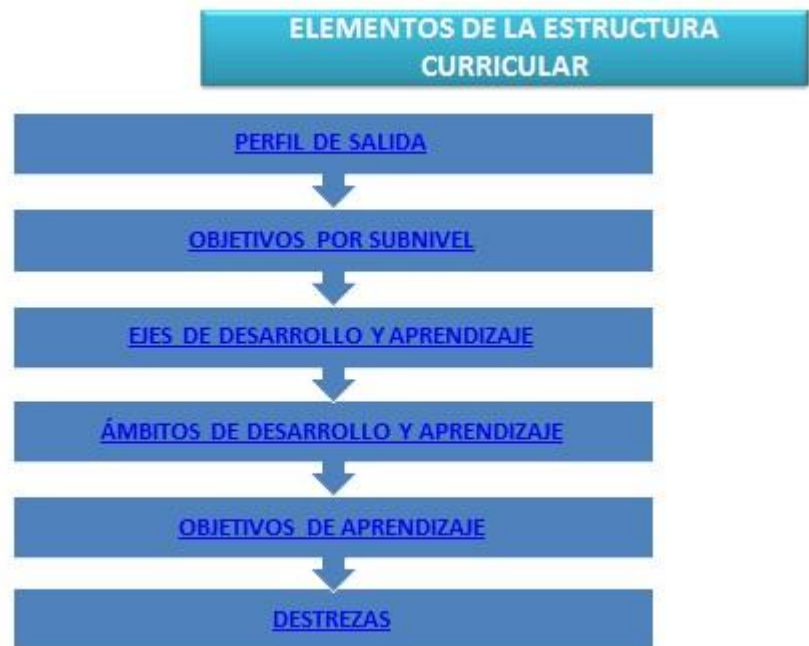 ELEMENTOS DE LA ESTRUCTURA
CURRICULAR
PERFIL DE SALIDA
OBJETIVOS POR SUBNIVEL
EJES DE DESARROLLO Y APRENDIZAJE
ÁMBITOS DE DESARROLLO Y APRENDIZAJE
OBJETIVOS DE APRENDIZAJE
DESTREZAS